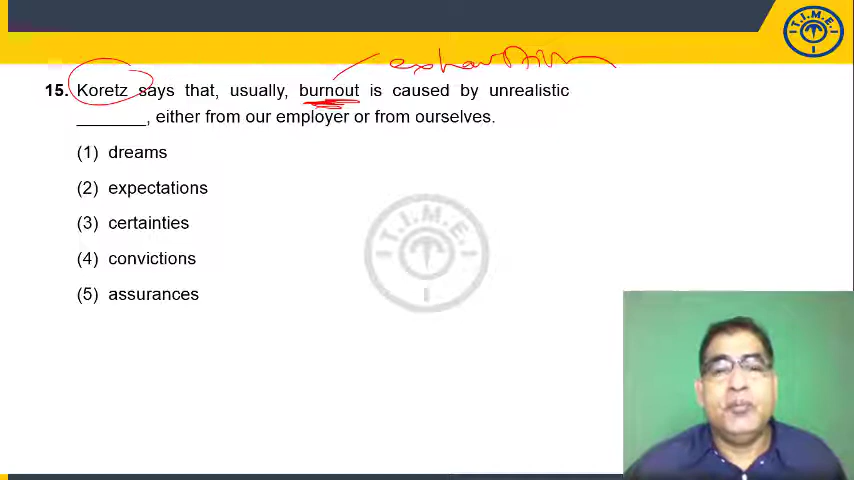 T.I.M.E.
exhaustion
15. Koretz says that, usually, burnout is caused by unrealistic
_______, either from our employer or from ourselves.
(1) dreams
(2) expectations
(3) certainties
(4) convictions
(5) assurances
T.I.M.E.